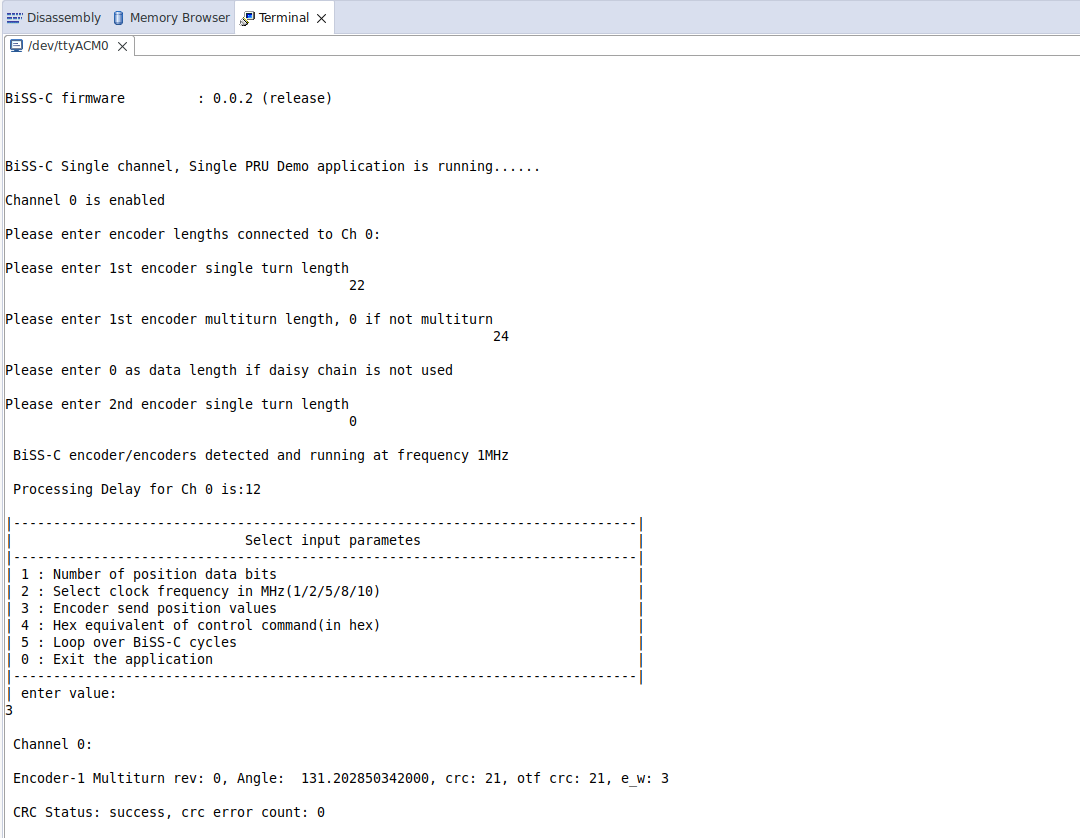 Disassembly Memory Browser Terminal
/dev/ttyACM0
BiSS-C firmware         : 0.0.2 (release)
BiSS-C Single channel, Single PRU Demo application is running......
Channel 0 is enabled
Please enter encoder lengths connected to Ch 0:
Please enter 1st encoder single turn length
22
Please enter 1st encoder multiturn length, 0 if not multiturn
24
Please enter 0 as data length if daisy chain is not used
Please enter 2nd encoder single turn length
0
BiSS-C encoder/encoders detected and running at frequency 1MHz
Processing Delay for Ch 0 is:12
|------------------------------------------------------------------------------|
|                             Select input parametes                           |
|------------------------------------------------------------------------------|
| 1 : Number of position data bits                                             |
| 2 : Select clock frequency in MHz(1/2/5/8/10)                                |
| 3 : Encoder send position values                                             |
| 4 : Hex equivalent of control command(in hex)                                |
| 5 : Loop over BiSS-C cycles                                                  |
| 0 : Exit the application                                                     |
|------------------------------------------------------------------------------|
| enter value:
3
Channel 0:
Encoder-1 Multiturn rev: 0, Angle:  131.202850342000, crc: 21, otf crc: 21, e_w: 3
CRC Status: success, crc error count: 0